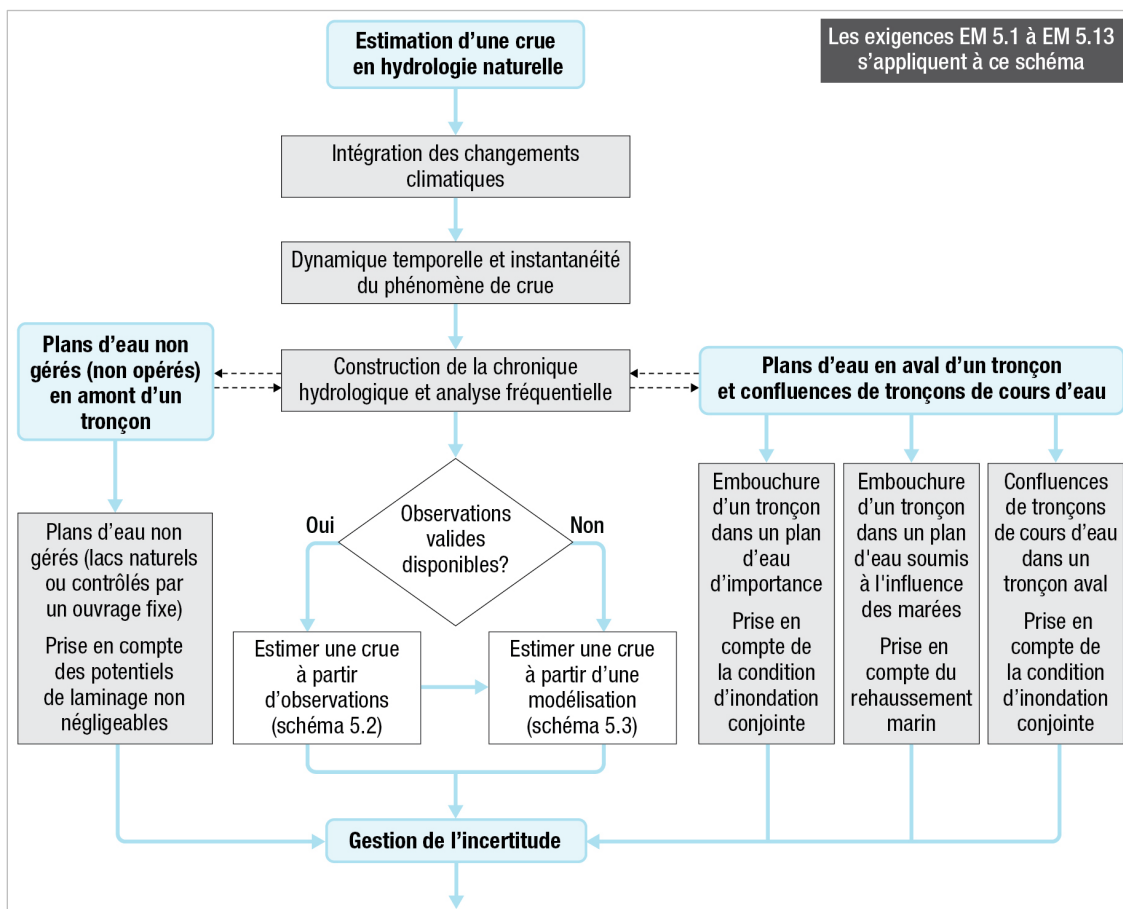 Estimation d’une crue
en hydrologie naturelle
Les exigences EM 5.1 à EM 5.13
s’appliquent à ce schéma
Intégration des changements
climatiques
Dynamique temporelle et instantanéité
du phénomène de crue
Plans d’eau non
gérés (non opérés)
en amont d’un
tronçon
Construction de la chronique
hydrologique et analyse fréquentielle
Plans d’eau en aval d’un tronçon
et confluences de tronçons de cours d’eau
Plans d’eau non
gérés (lacs naturels
ou contrôlés par
un ouvrage fixe)
Prise en compte
des potentiels
de laminage non
négligeables
Oui
Observations
valides
disponibles?
Non
Estimer une crue
à partir
d’observations
(schéma 5.2)
Estimer une crue
à partir d’une
modélisation
(schéma 5.3)
Embouchure
d’un tronçon
dans un plan
d’eau
d’importance
Prise en
compte de
la condition
d’inondation
conjointe
Embouchure
d’un tronçon
dans un plan
d'eau soumis
à l'influence
des marées
Prise en
compte du
rehaussement
marin
Confluences
de tronçons
de cours d’eau
dans un
tronçon aval
Prise en
compte de
la condition
d’inondation
conjointe
Gestion de l’incertitude